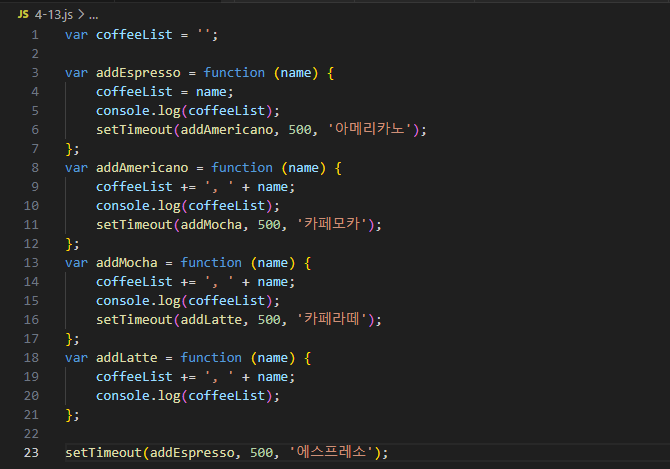 JS 4-13.js > ...
1 var coffeeList = '';
2
3 var addEspresso = function (name) {
4 coffeeList = name;
5 console.log(coffeeList);
6 setTimeout(addAmericano, 500, '아메리카노');
7 };
8 var addAmericano = function (name) {
9 coffeeList += ', ' + name;
10 console.log(coffeeList);
11 setTimeout(addMocha, 500, '카페모카');
12 };
13 var addMocha = function (name) {
14 coffeeList += ', ' + name;
15 console.log(coffeeList);
16 setTimeout(addLatte, 500, '카페라떼');
17 };
18 var addLatte = function (name) {
19 coffeeList += ', ' + name;
20 console.log(coffeeList);
21 };
22
23 setTimeout(addEspresso, 500, '에스프레소');